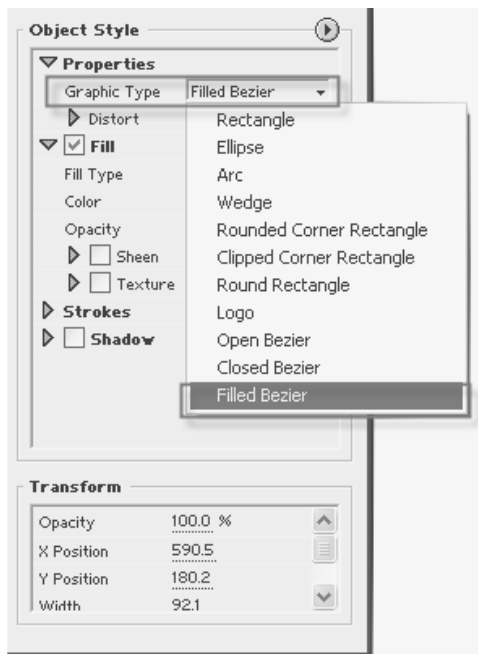 Object Style
Properties
Graphic Type Filled Bezier
Distort
Rectangle
Ellipse
Arc
Wedge
Rounded Corner Rectangle
Clipped Corner Rectangle
Round Rectangle
Logo
Open Bezier
Closed Bezier
Filled Bezier
Fill
Fill Type
Color
Opacity
Sheen
Texture
Strokes
Shadow
Transform
Opacity 100.0 %
X Position 590.5
Y Position 180.2
Width 92.1